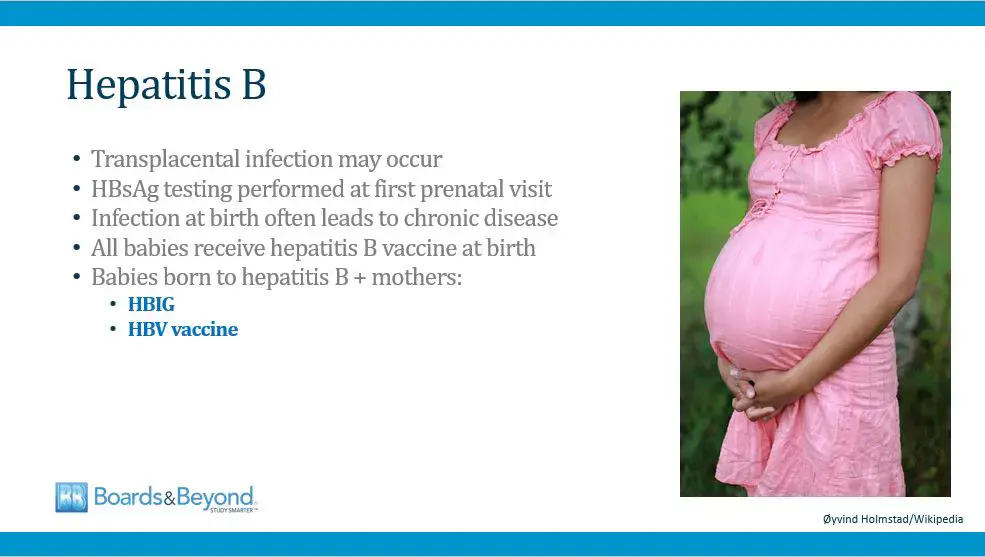 Hepatitis B
• Transplacental infection may occur
• HBsAg testing performed at first prenatal visit
• Infection at birth often leads to chronic disease
• All babies receive hepatitis B vaccine at birth
• Babies born to hepatitis B + mothers:
• HBIG
• HBV vaccine
BB Boards&Beyond®
STUDY SMARTER™
Øyvind Holmstad/Wikipedia